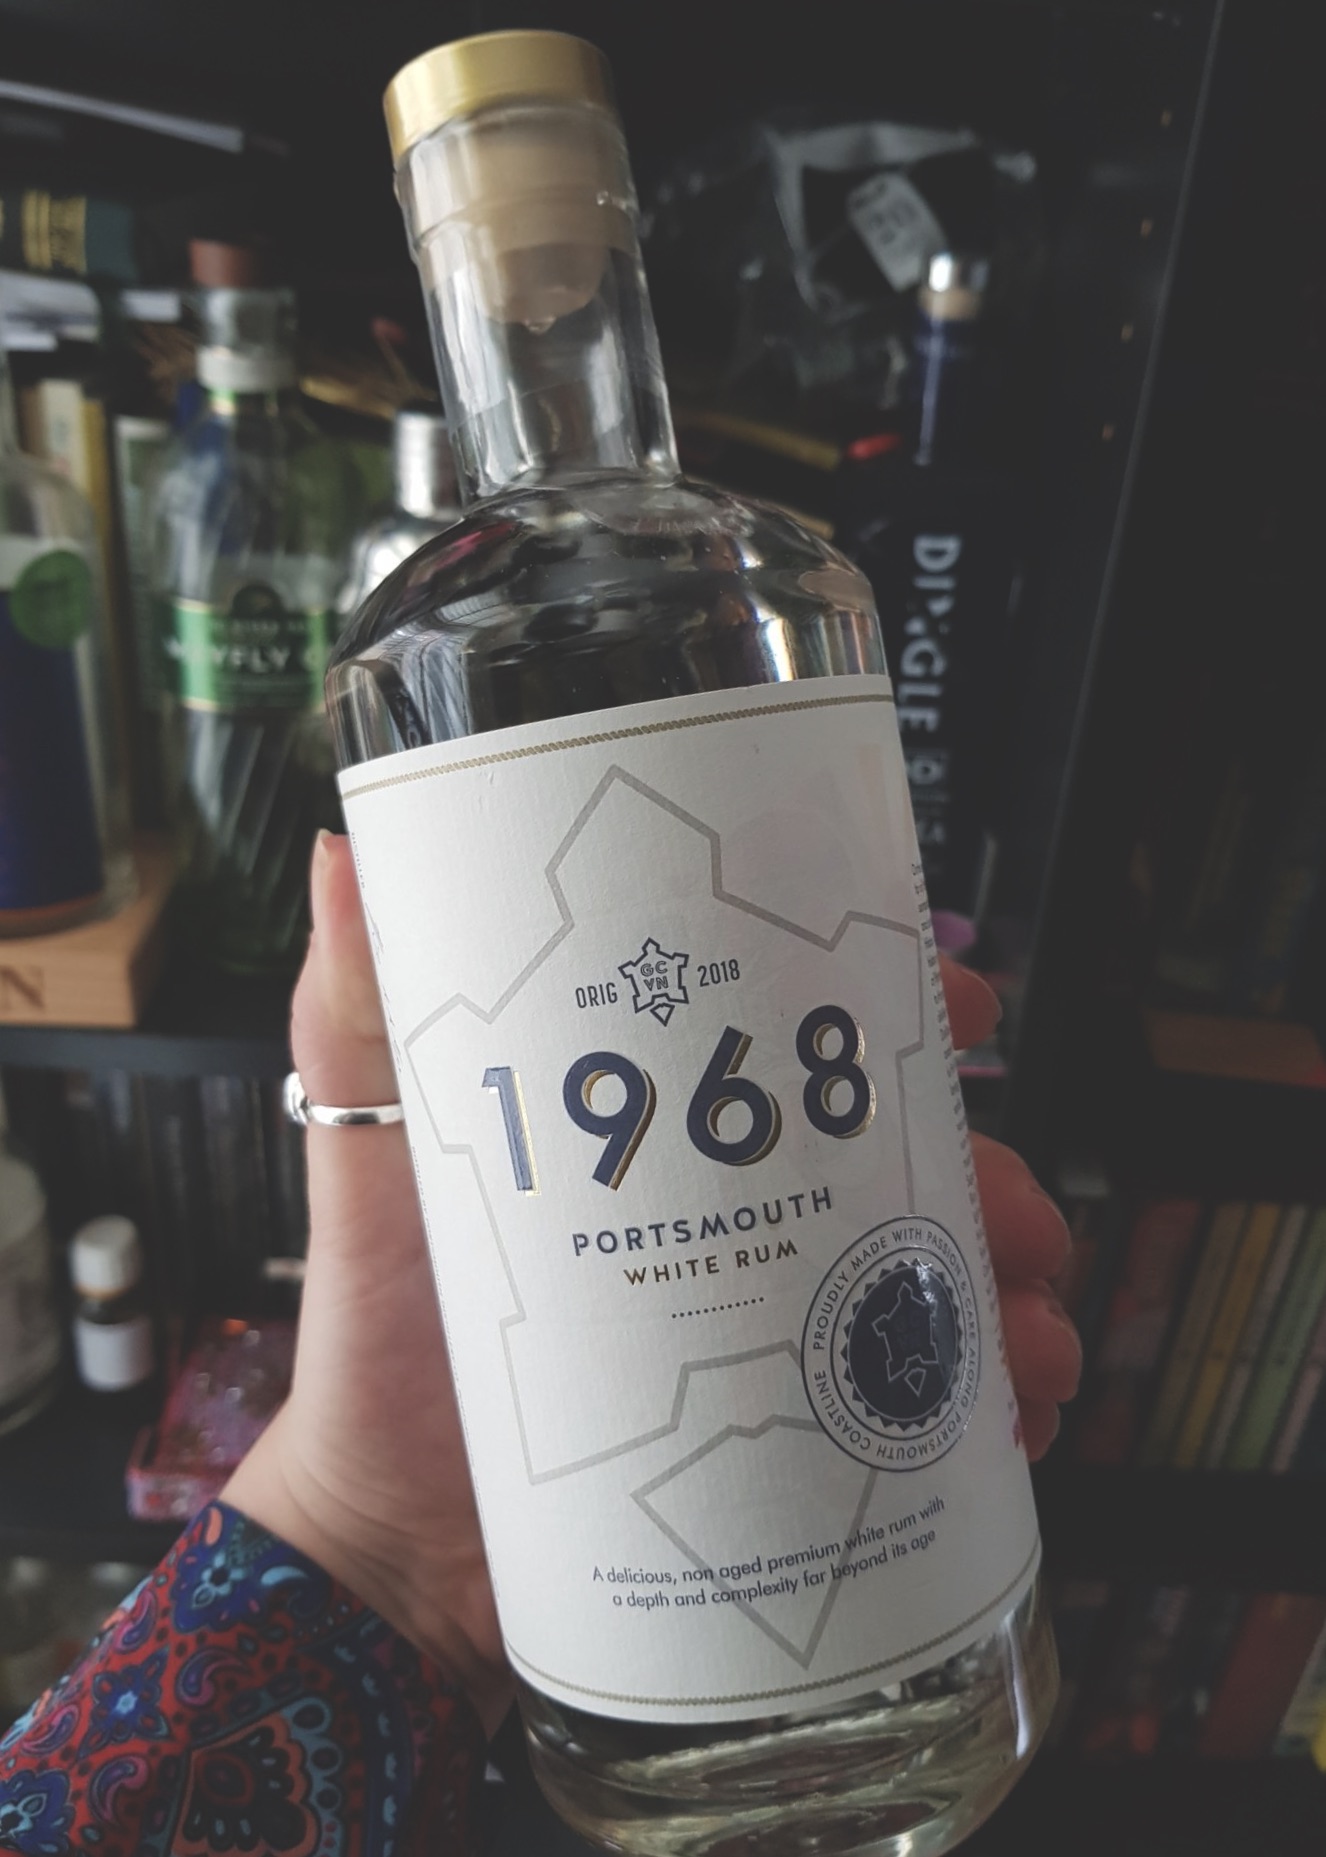 ORIG GC VN 2018
1968
PORTSMOUTH
WHITE RUM
PROUDLY MADE WITH PASSION & CARE ALONG PORTSMOUTH COASTLINE
A delicious, non aged premium white rum with
a depth and complexity far beyond its age
DINGLE
N